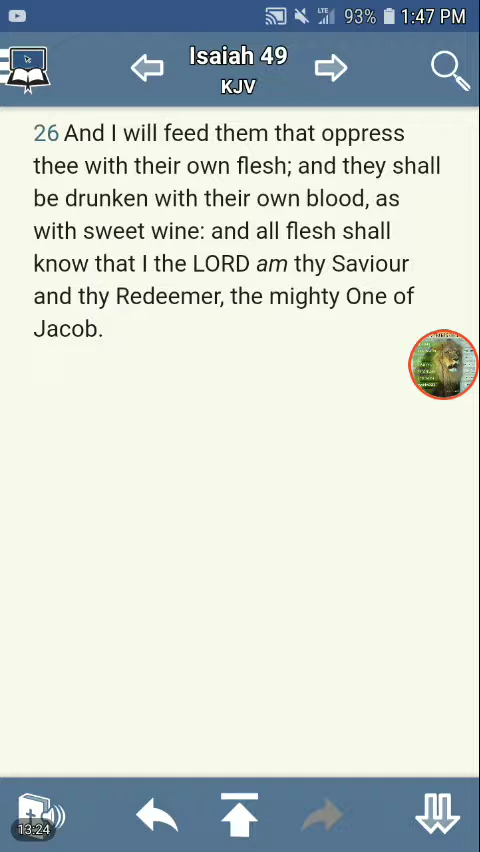 93% 1:47 PM
LTE
Isaiah 49
KJV
26 And I will feed them that oppress
thee with their own flesh; and they shall
be drunken with their own blood, as
with sweet wine: and all flesh shall
know that I the LORD am thy Saviour
and thy Redeemer, the mighty One of
Jacob.
13:24